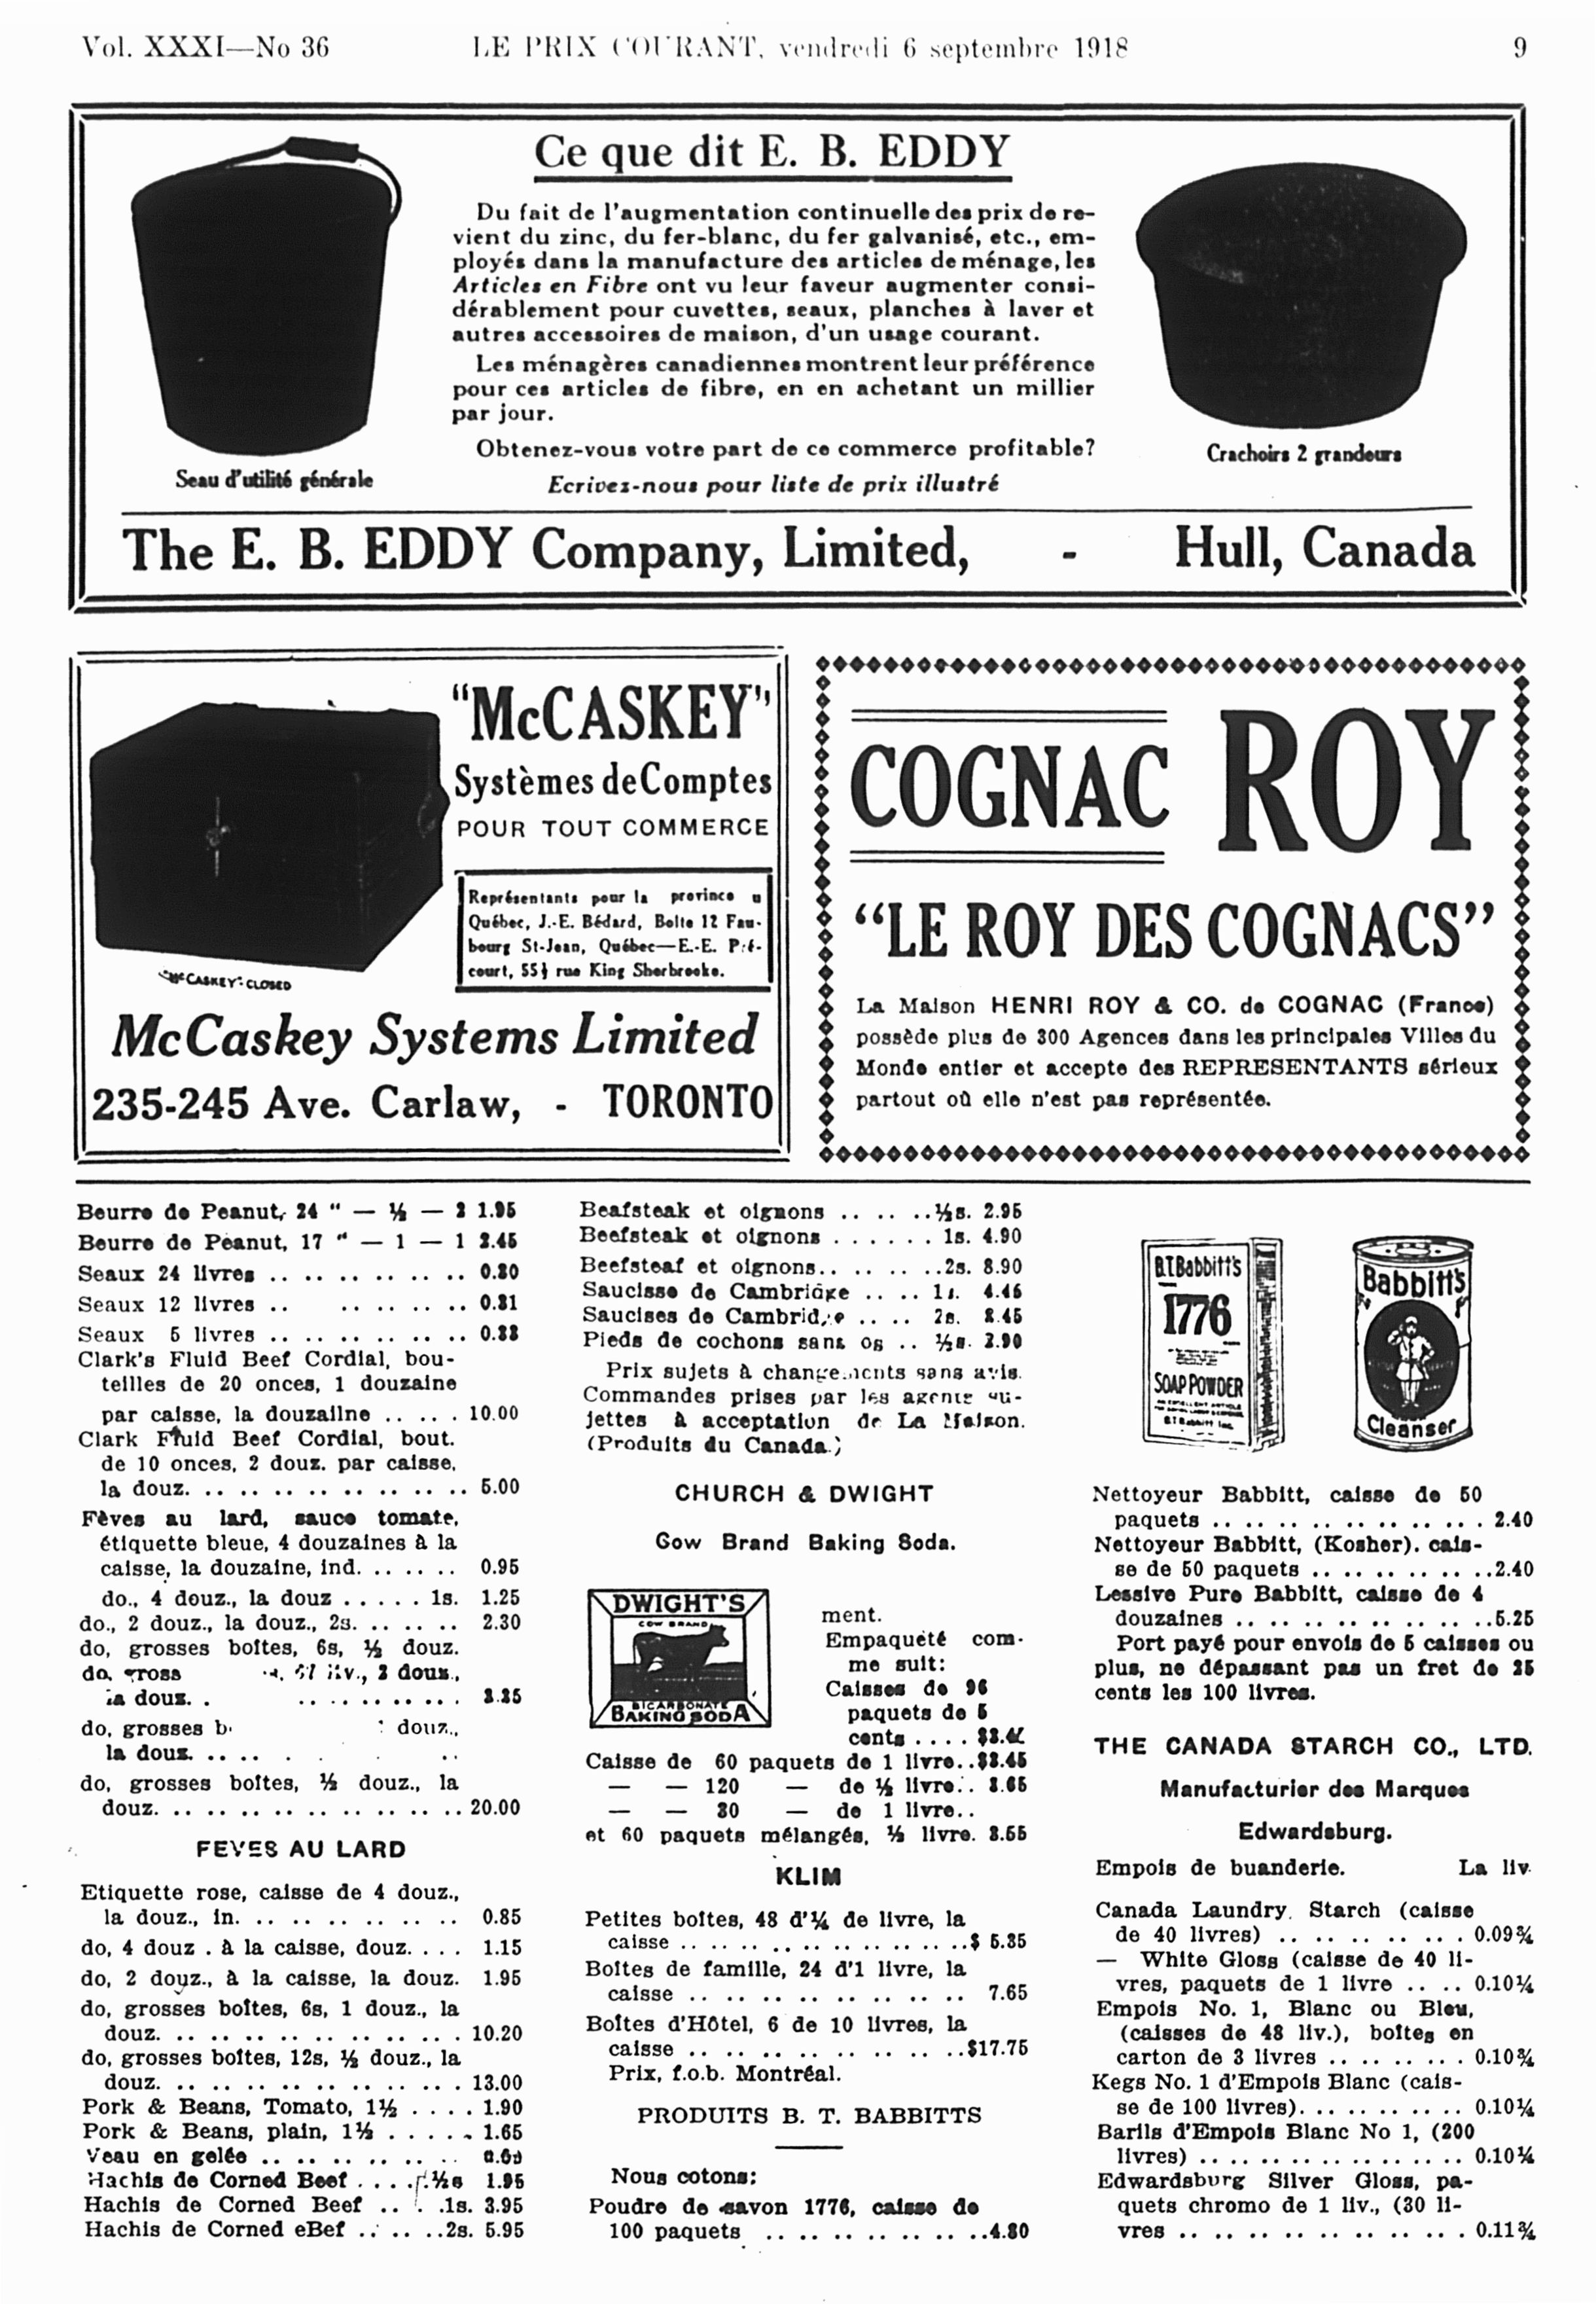 Vol. XXXI—No 36
LE PRIX COURANT, vendredi 6 septembre 1918
9
Ce que dit E. B. EDDY
Du fait de l'augmentation continuelle des prix de re-
vient du zinc, du fer-blanc, du fer galvanisé, etc., em-
ployés dans la manufacture des articles de ménage, les
Articles en Fibre ont vu leur faveur augmenter consi-
dérablement pour cuvettes, seaux, planches à laver et
autres accessoires de maison, d'un usage courant.
Les ménagères canadiennes montrent leur préférence
pour ces articles de fibre, en en achetant un millier
par jour.
Obtenez-vous votre part de ce commerce profitable?
Ecrivez-nous pour liste de prix illustré
Seau d'utilité générale
Crachoirs 2 grandeurs
The E. B. EDDY Company, Limited, - Hull, Canada
"McCASKEY"
Systèmes de Comptes
POUR TOUT COMMERCE
Représentants pour la province
Québec, J.-E. Bédard, Boîte 12 Fau-
bourg St-Jean, Québec—E.-E. Pré-
court, 55½ rue King Sherbrooke.
"McCASKEY"-CLOSED
McCaskey Systems Limited
235-245 Ave. Carlaw, - TORONTO
COGNAC ROY
"LE ROY DES COGNACS"
La Maison HENRI ROY & CO. de COGNAC (France)
possède plus de 300 Agences dans les principales Villes du
Monde entier et accepte des REPRESENTANTS sérieux
partout où elle n'est pas représentée.
Beurre de Peanut, 24 " — ½ — 2 1.95
Beurre de Peanut, 17 " — 1 — 1 2.45
Seaux 24 livres .. .. .. .. .. .. .. 0.30
Seaux 12 livres .. .. .. .. .. 0.31
Seaux 5 livres .. .. .. .. .. .. .. 0.33
Clark's Fluid Beef Cordial, bou-
teilles de 20 onces, 1 douzaine
par caisse, la douzailne .. .. . 10.00
Clark Fluid Beef Cordial, bout.
de 10 onces, 2 douz. par caisse,
la douz. .. .. .. .. .. .. .. .. 5.00
Fèves au lard, sauce tomate,
étiquette bleue, 4 douzaines à la
caisse, la douzaine, ind. .. .. .. 0.95
do., 4 douz., la douz . . . . . 1s. 1.25
do., 2 douz., la douz., 2s. .. .. .. 2.30
do, grosses boîtes, 6s, ½ douz.
do, liv., 2 douz.,
la douz. . .. .. .. .. .. 2.25
do, grosses douz.,
la douz. .. ..
do, grosses boîtes, ½ douz., la
douz. .. .. .. .. .. .. .. .. .. 20.00
FEVES AU LARD
Etiquette rose, caisse de 4 douz.,
la douz., in. .. .. .. .. .. .. .. 0.85
do, 4 douz . à la caisse, douz. . . . 1.15
do, 2 douz., à la caisse, la douz. 1.95
do, grosses boîtes, 6s, 1 douz., la
douz. .. .. .. .. .. .. .. .. .. 10.20
do, grosses boîtes, 12s, ½ douz., la
douz. .. .. .. .. .. .. .. .. .. 13.00
Pork & Beans, Tomato, 1½ . . . . 1.90
Pork & Beans, plain, 1½ . . . . . 1.65
Veau en gelée .. .. .. .. .. ..
Hachis de Corned Beef . . . . ½s 1.95
Hachis de Corned Beef .. . .1s. 3.95
Hachis de Corned eBef .. .. ..2s. 5.95
Beafsteak et oignons .. .. ..½s. 2.95
Beefsteak et oignons . . . . . . 1s. 4.90
Beefsteaf et oignons.. .. .. ..2s. 8.90
Saucisse de Cambridge .. .. 1s. 4.45
Saucises de Cambridge .. .. 2s. 8.45
Pieds de cochons sans os .. ½s. 2.90
Prix sujets à changements sans avis.
Commandes prises par les agents su-
jettes à acceptation de La Maison.
(Produits du Canada.)
CHURCH & DWIGHT
Cow Brand Baking Soda.
DWIGHT'S
COW BRAND
BICARBONATE
BAKING SODA
ment.
Empaqueté com-
me suit:
Caisses de 96
paquets de 5
cents ....
Caisse de 60 paquets de 1 livre..$3.45
— — 120 — de ½ livre.. 3.65
— — 30 — de 1 livre..
et 60 paquets mélangés, ½ livre. 3.55
KLIM
Petites boîtes, 48 d'¼ de livre, la
caisse .. .. .. .. .. .. .. .. ..$ 5.35
Boîtes de famille, 24 d'1 livre, la
caisse .. .. .. .. .. .. .. .. 7.65
Boîtes d'Hôtel, 6 de 10 livres, la
caisse .. .. .. .. .. .. .. ..$17.75
Prix, f.o.b. Montréal.
PRODUITS B. T. BABBITTS
Nous cotons:
Poudre de savon 1776, caisse de
100 paquets .. .. .. .. .. .. ..4.80
B.T. Babbitt's
1776
SOAP POWDER
B.T. Babbitt Inc.
Babbitt's
Cleanser
Nettoyeur Babbitt, caisse de 50
paquets .. .. .. .. .. .. .. .. 2.40
Nettoyeur Babbitt, (Kosher). cais-
se de 50 paquets .. .. .. .. ..2.40
Lessive Pure Babbitt, caisse de 4
douzaines .. .. .. .. .. .. .. ..5.25
Port payé pour envois de 5 caisses ou
plus, ne dépassant pas un fret de 25
cents les 100 livres.
THE CANADA STARCH CO., LTD.
Manufacturier des Marques
Edwardsburg.
Empois de buanderie. La liv.
Canada Laundry Starch (caisse
de 40 livres) .. .. .. .. .. .. 0.09¾
— White Gloss (caisse de 40 li-
vres, paquets de 1 livre .. .. 0.10¼
Empois No. 1, Blanc ou Bleu,
(caisses de 48 liv.), boîtes en
carton de 3 livres .. .. .. .. . 0.10¾
Kegs No. 1 d'Empois Blanc (cais-
se de 100 livres). .. .. .. .. .. 0.10¼
Barils d'Empois Blanc No 1, (200
livres) .. .. .. .. .. .. .. .. .. 0.10¼
Edwardsburg Silver Gloss, pa-
quets chromo de 1 liv., (30 li-
vres .. .. .. .. .. .. .. .. .. . 0.11¾